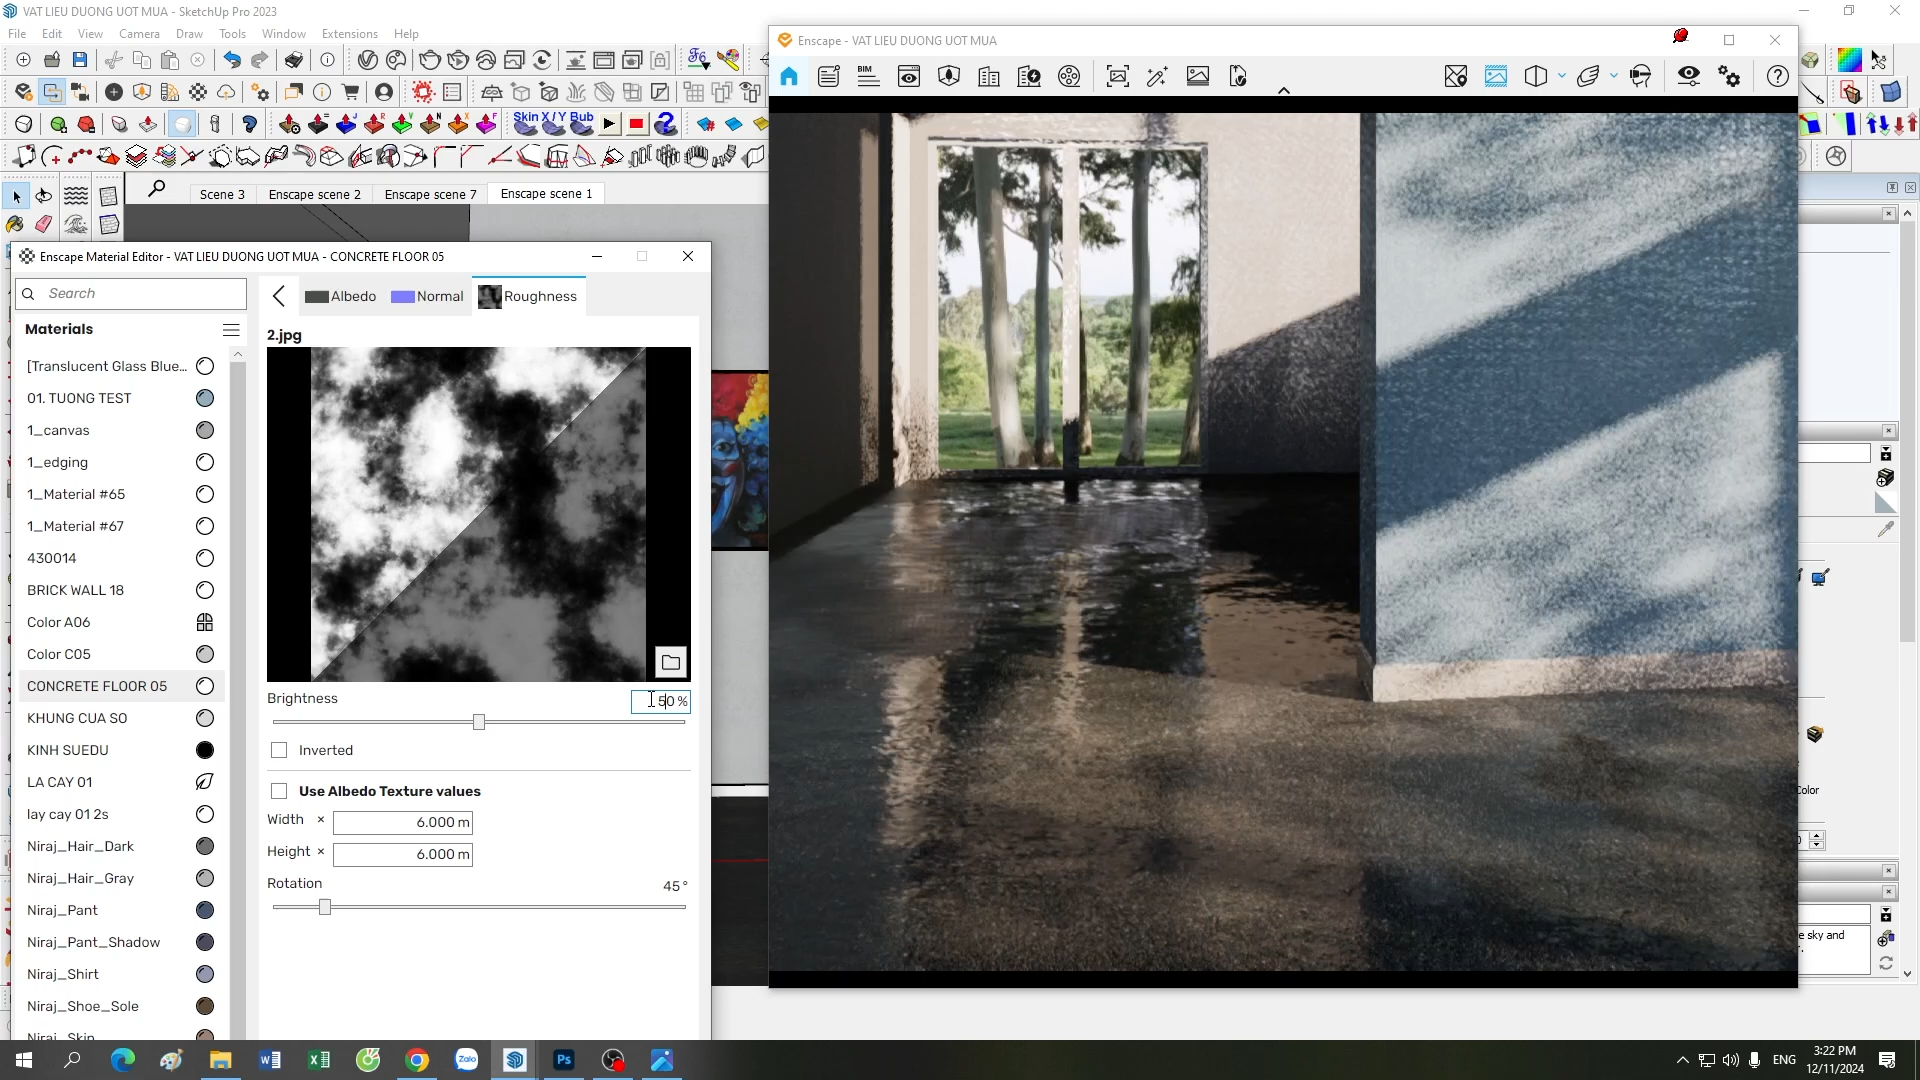 VAT LIEU DUONG UOT MUA - SketchUp Pro 2023
File Edit View Camera Draw Tools Window Extensions Help
Skin X / Y Bub
Scene 3 Enscape scene 2 Enscape scene 7 Enscape scene 1
Enscape Material Editor - VAT LIEU DUONG UOT MUA - CONCRETE FLOOR 05
Search
Materials
[Translucent Glass Blue...
01. TUONG TEST
1_canvas
1_edging
1_Material #65
1_Material #67
430014
BRICK WALL 18
Color A06
Color C05
CONCRETE FLOOR 05
KHUNG CUA SO
KINH SUEDU
LA CAY 01
lay cay 01 2s
Niraj_Hair_Dark
Niraj_Hair_Gray
Niraj_Pant
Niraj_Pant_Shadow
Niraj_Shirt
Niraj_Shoe_Sole
Niraj_Skin
Albedo Normal Roughness
2.jpg
Brightness 50 %
Inverted
Use Albedo Texture values
Width × 6.000 m
Height × 6.000 m
Rotation 45 °
Enscape - VAT LIEU DUONG UOT MUA
BIM
Color
e sky and
Zalo
Ps
ENG
3:22 PM
12/11/2024